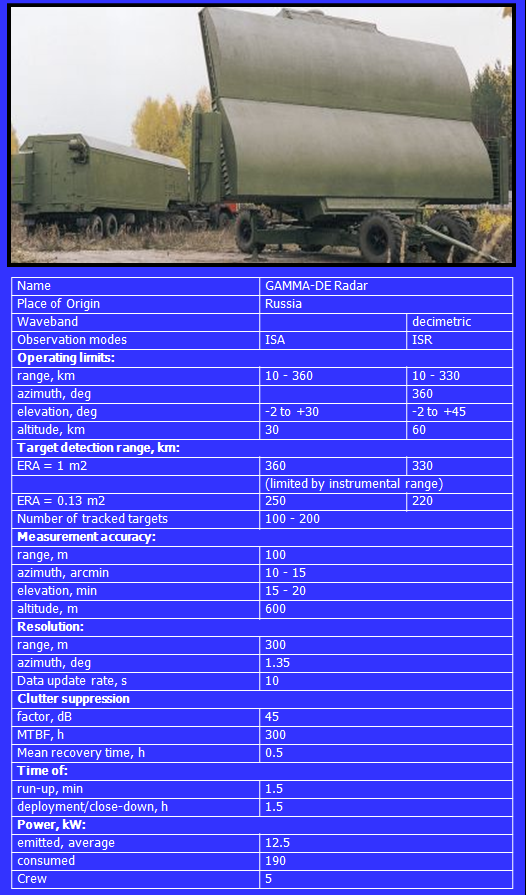 Name GAMMA-DE Radar
Place of Origin Russia
Waveband decimetric
Observation modes ISA ISR
Operating limits:
range, km 10 - 360 10 - 330
azimuth, deg 360
elevation, deg -2 to +30 -2 to +45
altitude, km 30 60
Target detection range, km:
ERA = 1 m2 360 330
(limited by instrumental range)
ERA = 0.13 m2 250 220
Number of tracked targets 100 - 200
Measurement accuracy:
range, m 100
azimuth, arcmin 10 - 15
elevation, min 15 - 20
altitude, m 600
Resolution:
range, m 300
azimuth, deg 1.35
Data update rate, s 10
Clutter suppression
factor, dB 45
MTBF, h 300
Mean recovery time, h 0.5
Time of:
run-up, min 1.5
deployment/close-down, h 1.5
Power, kW:
emitted, average 12.5
consumed 190
Crew 5